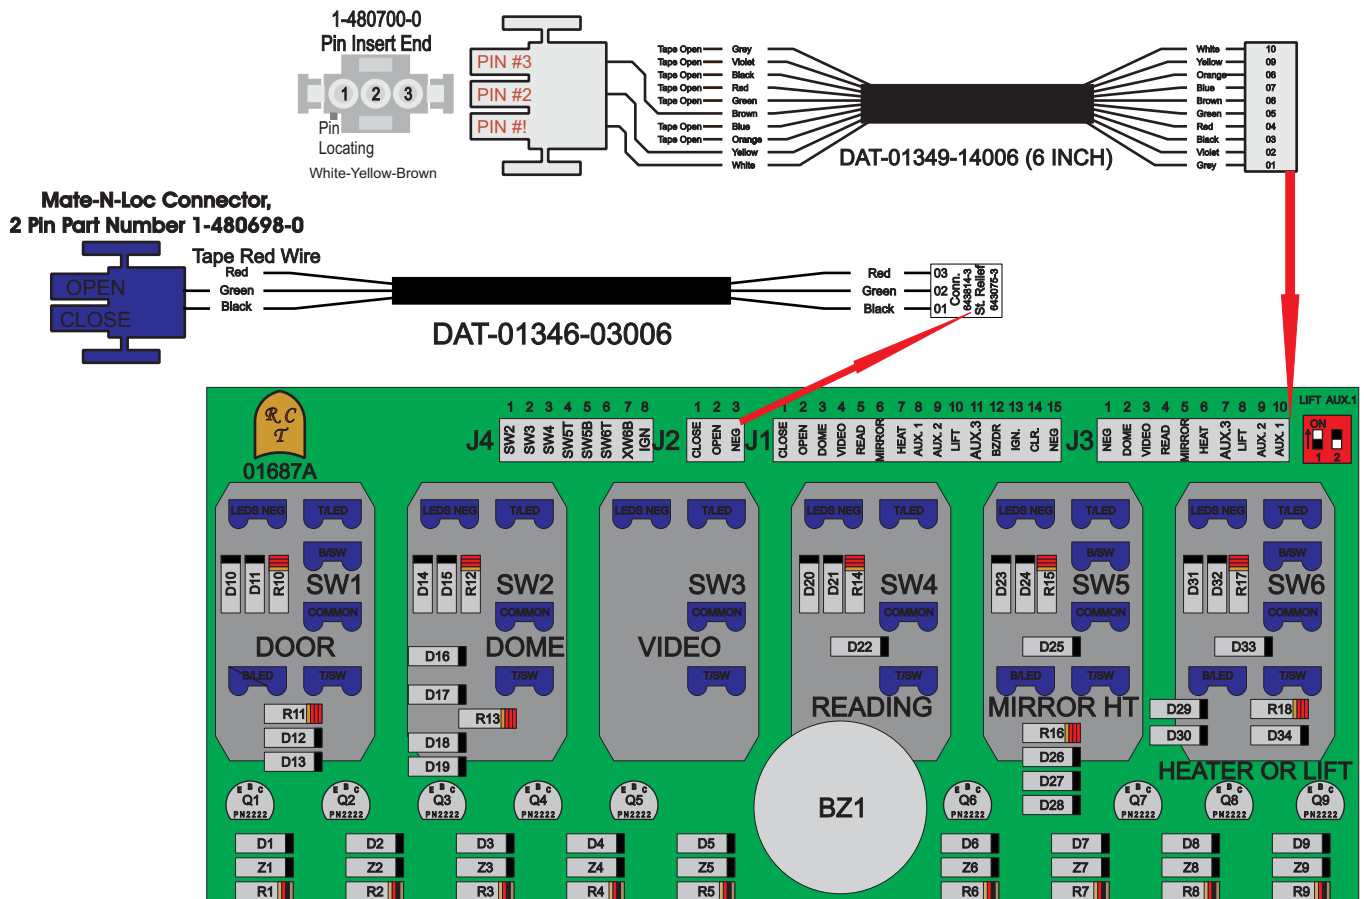 1-480700-0
Pin Insert End
1 2 3
Pin
Locating
White-Yellow-Brown
PIN #3
PIN #2
PIN #!
Tape Open Grey
Tape Open Violet
Tape Open Black
Tape Open Red
Tape Open Green
Brown
Tape Open Blue
Tape Open Orange
Yellow
White
DAT-01349-14006 (6 INCH)
White 10
Yellow 09
Orange 08
Blue 07
Brown 06
Green 05
Red 04
Black 03
Violet 02
Grey 01
Mate-N-Loc Connector,
2 Pin Part Number 1-480698-0
Tape Red Wire
OPEN
CLOSE
Red
Green
Black
DAT-01346-03006
Red 03
Green 02
Black 01
Conn.
643814-3
St. Relief
643075-3
R C
T
01687A
J4
1 2 3 4 5 6 7 8
SW2 SW3 SW4 SW5T SW5B SW6T XW6B IGN
J2
1 2 3
CLOSE OPEN NEG
J1
1 2 3 4 5 6 7 8 9 10 11 12 13 14 15
CLOSE OPEN DOME VIDEO READ MIRROR HEAT AUX. 1 AUX. 2 LIFT AUX.3 BZ/DR IGN. CLR. NEG
J3
1 2 3 4 5 6 7 8 9 10
NEG DOME VIDEO READ MIRROR HEAT AUX.3 LIFT AUX. 2 AUX. 1
LIFT AUX.1
ON
1 2
LEDS NEG T/LED
B/SW
D10 D11 R10
SW1
COMMON
DOOR
B/LED T/SW
R11
D12
D13
LEDS NEG T/LED
D14 D15 R12
SW2
COMMON
DOME
D16
T/SW
D17
R13
D18
D19
LEDS NEG T/LED
SW3
COMMON
VIDEO
T/SW
LEDS NEG T/LED
D20 D21 R14
SW4
COMMON
D22
T/SW
READING
LEDS NEG T/LED
B/SW
D23 D24 R15
SW5
COMMON
D25
B/LED T/SW
MIRROR HT
R16
D26
D27
D28
LEDS NEG T/LED
B/SW
D31 D32 R17
SW6
COMMON
D33
B/LED T/SW
D29 R18
D30 D34
HEATER OR LIFT
BZ1
E B C
Q1
PN2222
E B C
Q2
PN2222
E B C
Q3
PN2222
E B C
Q4
PN2222
E B C
Q5
PN2222
E B C
Q6
PN2222
E B C
Q7
PN2222
E B C
Q8
PN2222
E B C
Q9
PN2222
D1 D2 D3 D4 D5 D6 D7 D8 D9
Z1 Z2 Z3 Z4 Z5 Z6 Z7 Z8 Z9
R1 R2 R3 R4 R5 R6 R7 R8 R9